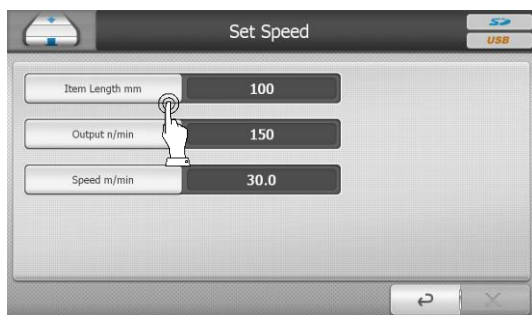 Set Speed
SD
USB
Item Length mm 100
Output n/min 150
Speed m/min 30.0